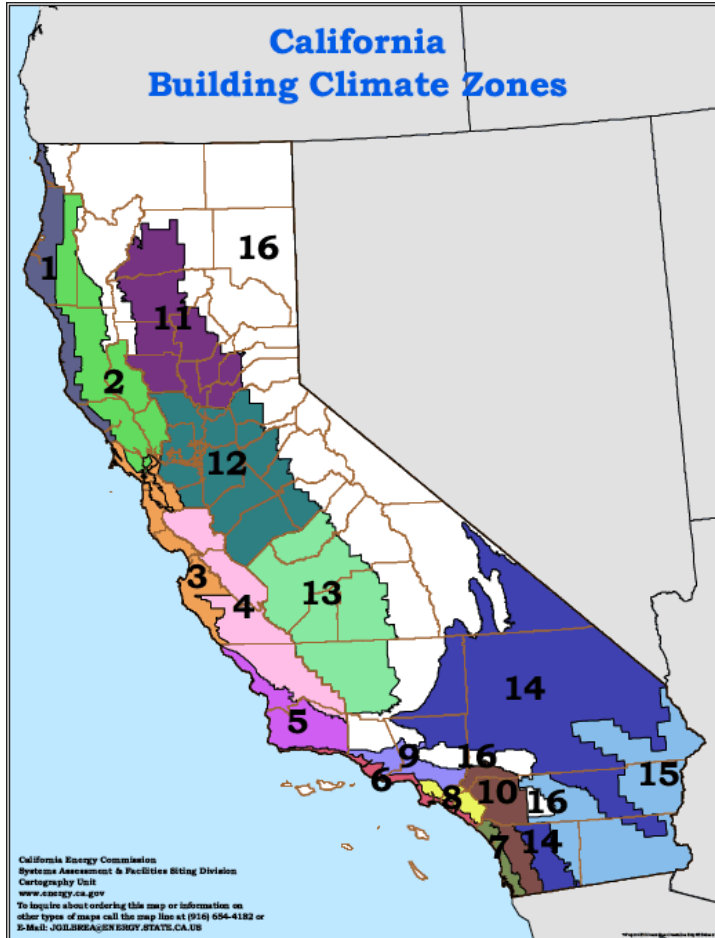 California
Building Climate Zones
16
1
11
2
12
3
13
4
14
5
9
16
15
6
10
8
16
7
14
California Energy Commission
Systems Assessment & Facilities Siting Division
Cartography Unit
www.energy.ca.gov
To inquire about ordering this map or information on
other types of maps call the map line at (916) 654-4182 or
E-Mail: JGILBREA@ENERGY.STATE.CA.US